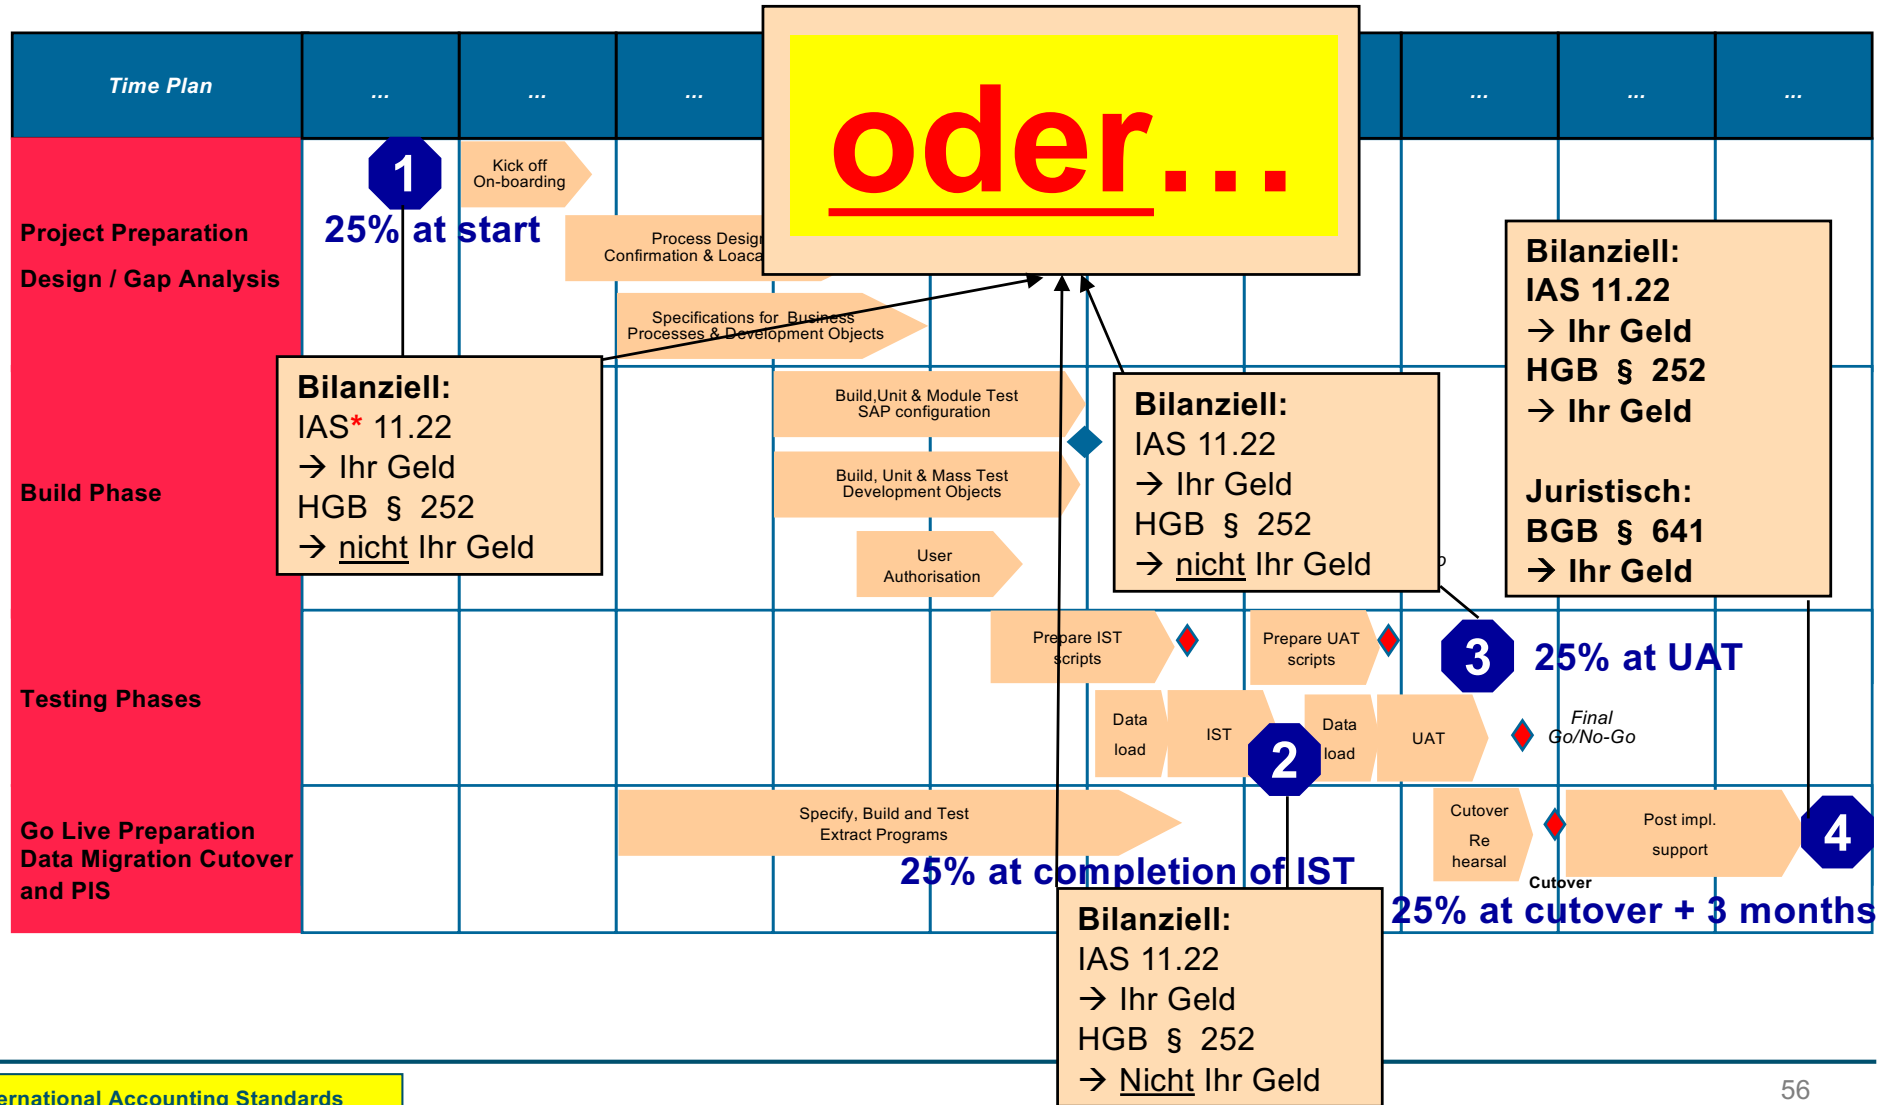 Time Plan
...
...
...
...
...
...
oder...
1
25% at start
Kick off
On-boarding
Project Preparation
Design / Gap Analysis
Process Design
Confirmation &
Specifications for Business
Processes & Development Objects
Bilanziell:
IAS 11.22
→ Ihr Geld
HGB § 252
→ Ihr Geld
Juristisch:
BGB § 641
→ Ihr Geld
Bilanziell:
IAS* 11.22
→ Ihr Geld
HGB § 252
→ nicht Ihr Geld
Build Phase
Build,Unit & Module Test
SAP configuration
Build, Unit & Mass Test
Development Objects
User
Authorisation
Bilanziell:
IAS 11.22
→ Ihr Geld
HGB § 252
→ nicht Ihr Geld
Testing Phases
Prepare IST
scripts
Prepare UAT
scripts
3
25% at UAT
Data
load
IST
2
Data
load
UAT
Final
Go/No-Go
Go Live Preparation
Data Migration Cutover
and PIS
Specify, Build and Test
Extract Programs
25% at completion of IST
Cutover
Re
hearsal
Cutover
Post impl.
support
4
25% at cutover + 3 months
Bilanziell:
IAS 11.22
→ Ihr Geld
HGB § 252
→ Nicht Ihr Geld
Accounting Standards
56